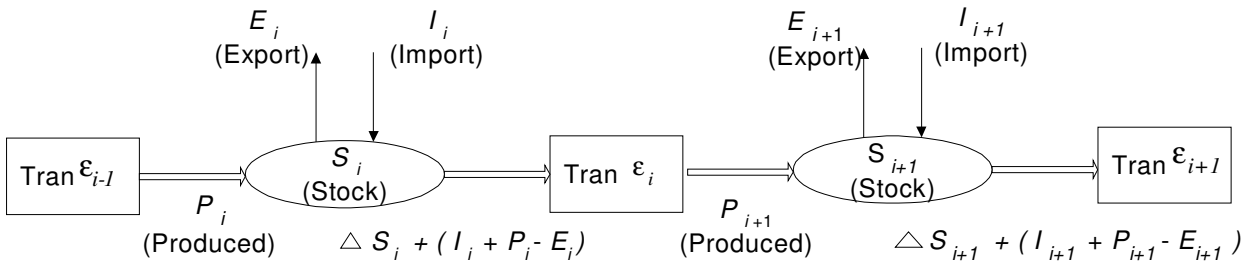 E i
(Export)
I i
(Import)
E i+1
(Export)
I i+1
(Import)
Tran ε i-1
S i
(Stock)
Tran ε i
S i+1
(Stock)
Tran ε i+1
P i
(Produced)
△ S i + ( I i + P i - E i )
P i+1
(Produced)
△ S i+1 + ( I i+1 + P i+1 - E i+1 )